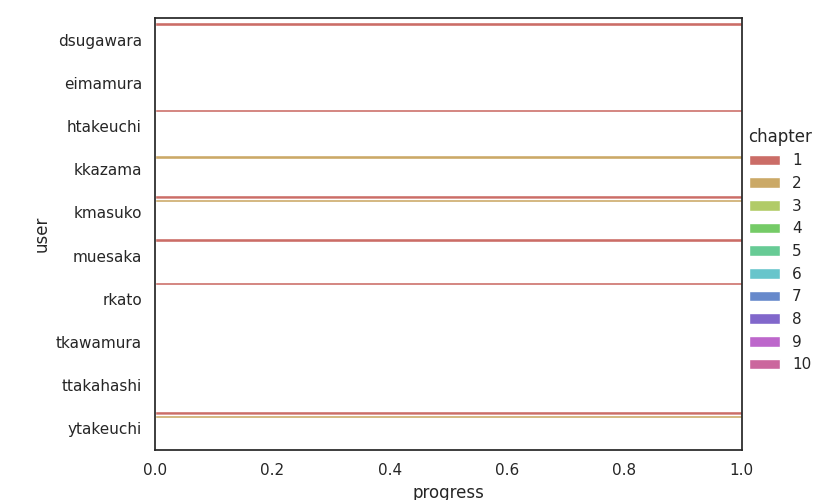 dsugawara
eimamura
htakeuchi
kkazama
kmasuko
muesaka
rkato
tkawamura
ttakahashi
ytakeuchi
user
0.0 0.2 0.4 0.6 0.8 1.0
progress
chapter
1
2
3
4
5
6
7
8
9
10